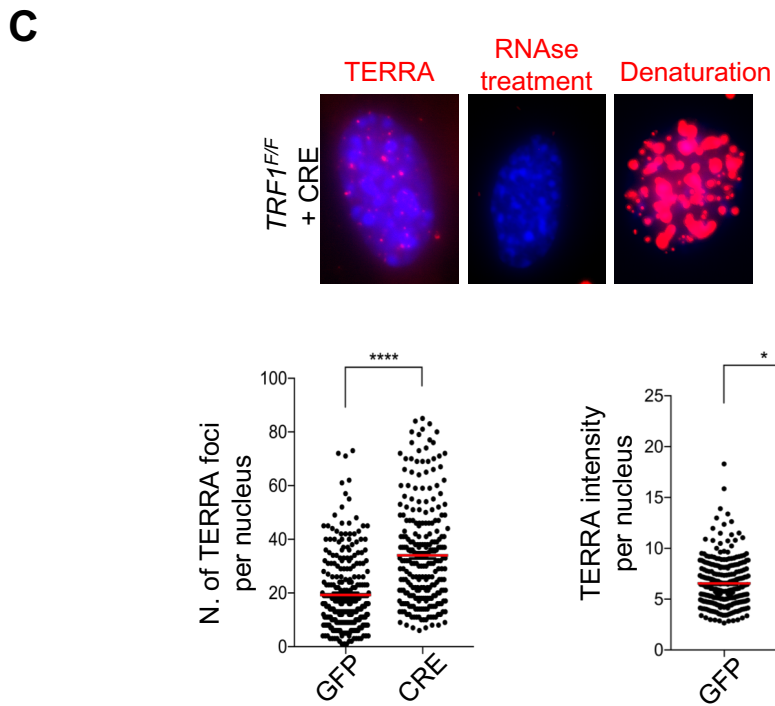 C
TERRA
RNAse
treatment
Denaturation
TRF1F/F
+ CRE
****
100
80
60
40
20
0
N. of TERRA foci
per nucleus
GFP
CRE
*
25
20
15
10
5
0
TERRA intensity
per nucleus
GFP